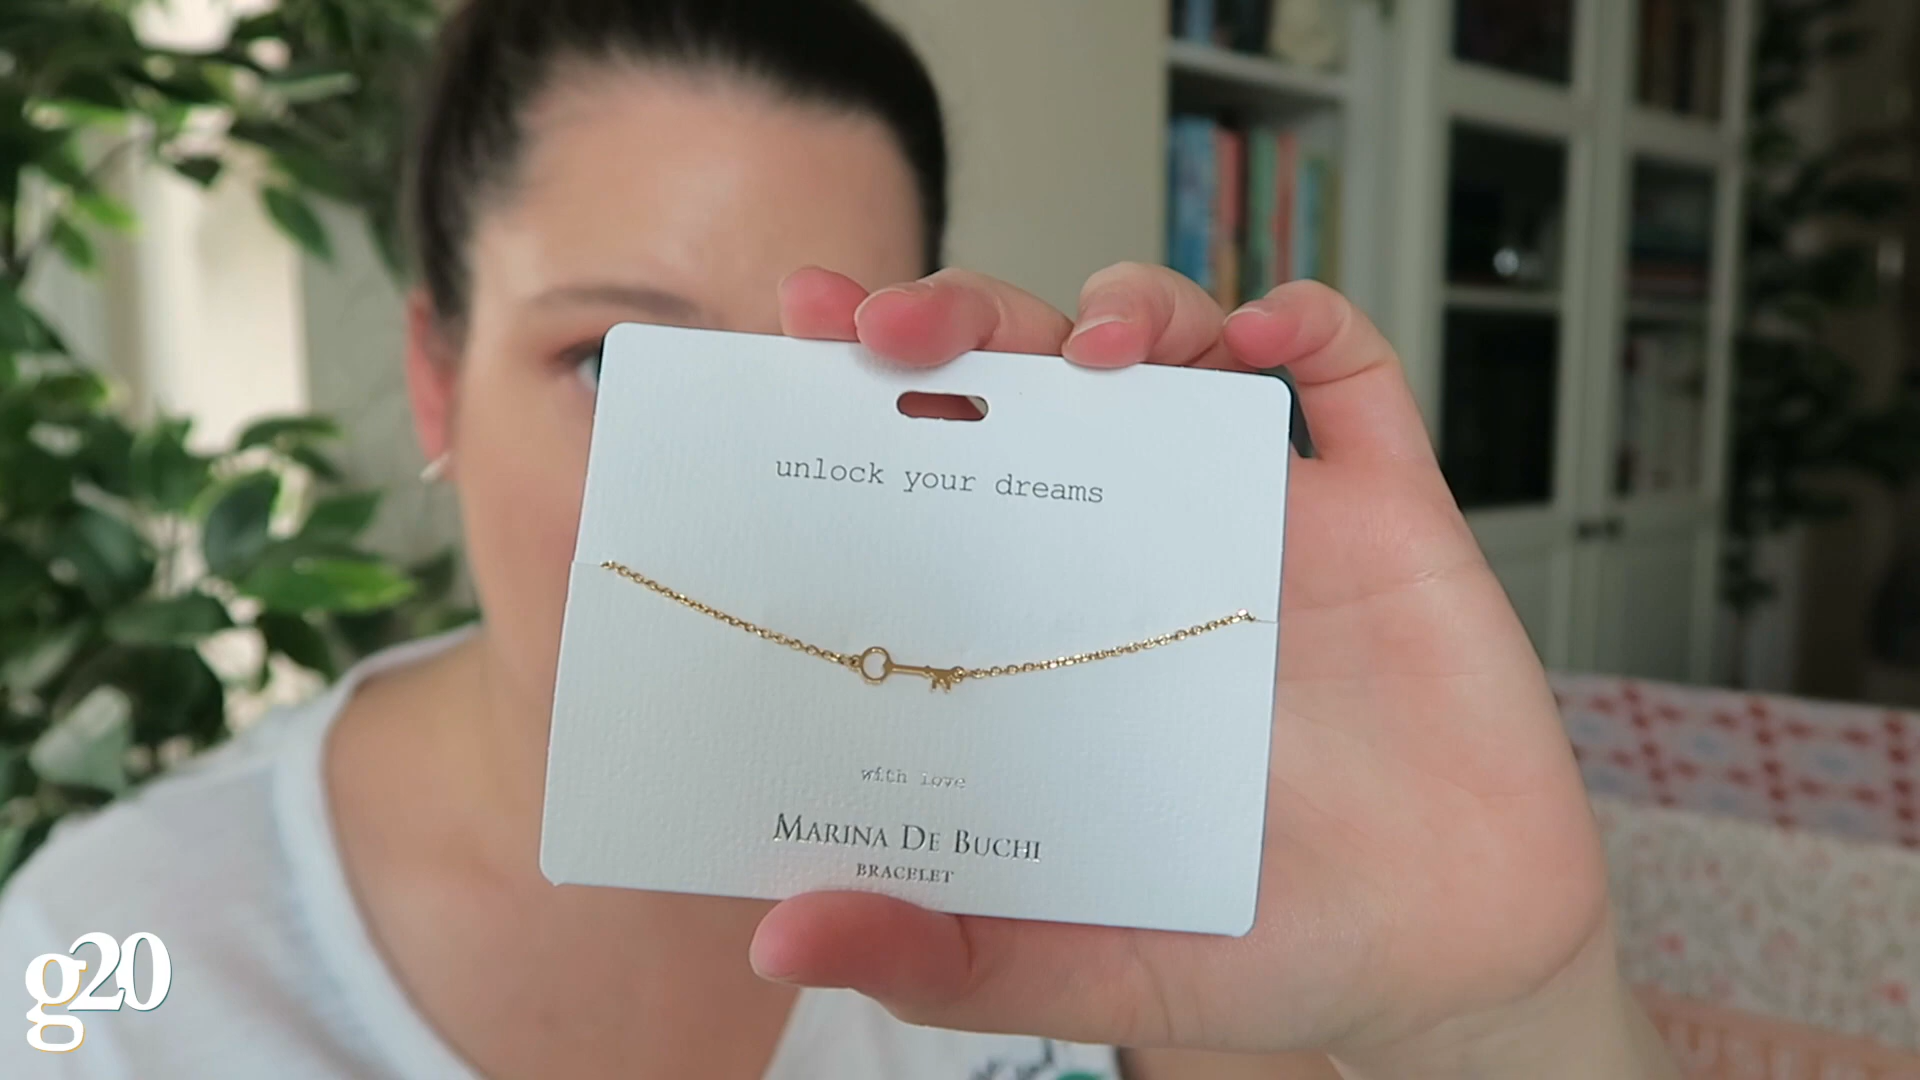 unlock your dreams
with love
MARINA DE BUCHI
BRACELET
g20